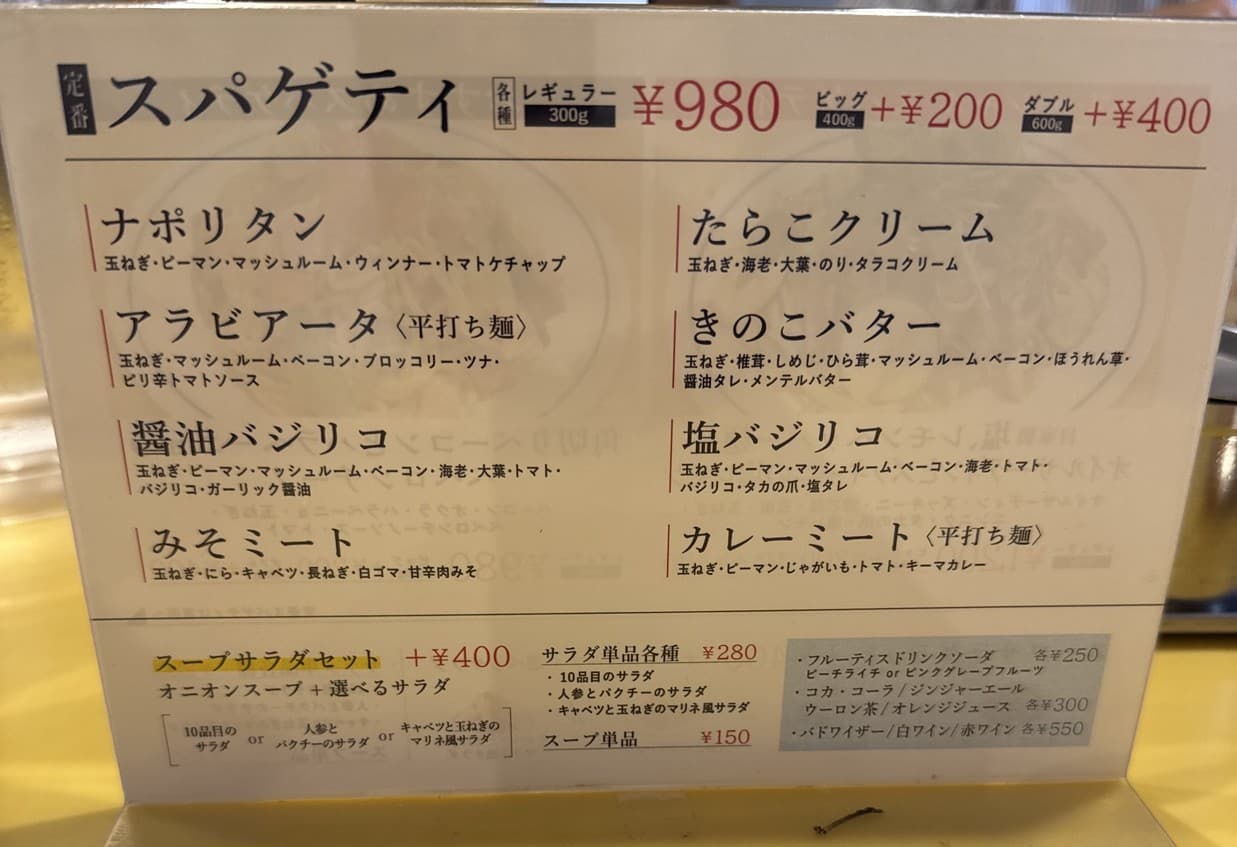 定番 スパゲティ 各種 レギュラー 300g ¥980 ビッグ 400g +¥200 ダブル 600g +¥400
ナポリタン
玉ねぎ・ピーマン・マッシュルーム・ウィンナー・トマトケチャップ
アラビアータ〈平打ち麺〉
玉ねぎ・マッシュルーム・ベーコン・ブロッコリー・ツナ・
ピリ辛トマトソース
醤油バジリコ
玉ねぎ・ピーマン・マッシュルーム・ベーコン・海老・大葉・トマト・
バジリコ・ガーリック醤油
みそミート
玉ねぎ・にら・キャベツ・長ねぎ・白ゴマ・甘辛肉みそ
たらこクリーム
玉ねぎ・海老・大葉・のり・タラコクリーム
きのこバター
玉ねぎ・椎茸・しめじ・ひら茸・マッシュルーム・ベーコン・ほうれん草・
醤油タレ・メンテルバター
塩バジリコ
玉ねぎ・ピーマン・マッシュルーム・ベーコン・海老・トマト・
バジリコ・タカの爪・塩タレ
カレーミート〈平打ち麺〉
玉ねぎ・ピーマン・じゃがいも・トマト・キーマカレー
スープサラダセット +¥400
オニオンスープ+選べるサラダ
10品目のサラダ or 人参とパクチーのサラダ or キャベツと玉ねぎのマリネ風サラダ
サラダ単品各種 ¥280
・10品目のサラダ
・人参とパクチーのサラダ
・キャベツと玉ねぎのマリネ風サラダ
スープ単品 ¥150
・フルーティスドリンクソーダ 各¥250
ピーチライチ or ピンクグレープフルーツ
・コカ・コーラ/ジンジャーエール
ウーロン茶/オレンジジュース 各¥300
・バドワイザー/白ワイン/赤ワイン 各¥550